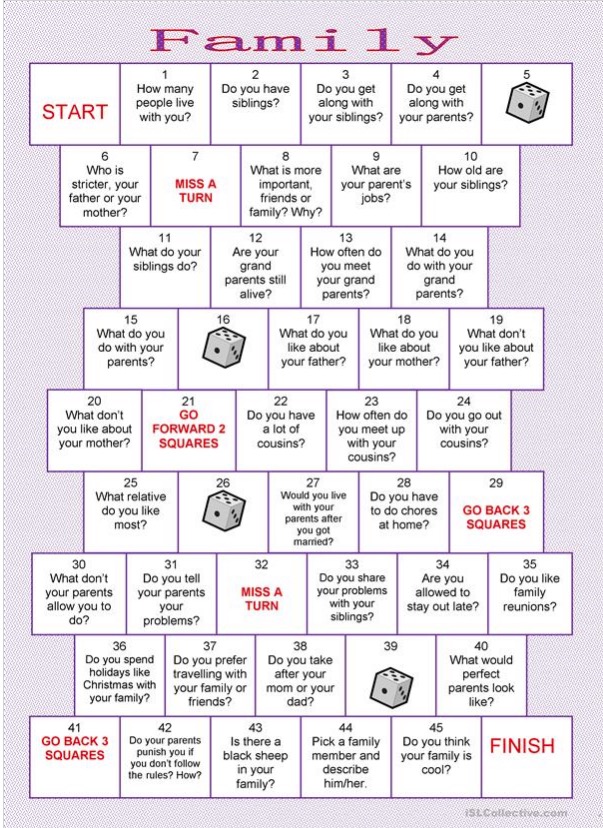 Family
START
1
How many
people live
with you?
2
Do you have
siblings?
3
Do you get
along with
your siblings?
4
Do you get
along with
your parents?
5
6
Who is
stricter, your
father or your
mother?
7
MISS A
TURN
8
What is more
important,
friends or
family? Why?
9
What are
your parent's
jobs?
10
How old are
your siblings?
11
What do your
siblings do?
12
Are your
grand
parents still
alive?
13
How often do
you meet
your grand
parents?
14
What do you
do with your
grand
parents?
15
What do you
do with your
parents?
16
17
What do you
like about
your father?
18
What do you
like about
your mother?
19
What don't
you like about
your father?
20
What don't
you like about
your mother?
21
GO
FORWARD 2
SQUARES
22
Do you have
a lot of
cousins?
23
How often do
you meet up
with your
cousins?
24
Do you go out
with your
cousins?
25
What relative
do you like
most?
26
27
Would you live
with your
parents after
you got
married?
28
Do you have
to do chores
at home?
29
GO BACK 3
SQUARES
30
What don't
your parents
allow you to
do?
31
Do you tell
your parents
your
problems?
32
MISS A
TURN
33
Do you share
your problems
with your
siblings?
34
Are you
allowed to
stay out late?
35
Do you like
family
reunions?
36
Do you spend
holidays like
Christmas with
your family?
37
Do you prefer
travelling with
your family or
friends?
38
Do you take
after your
mom or your
dad?
39
40
What would
perfect
parents look
like?
41
GO BACK 3
SQUARES
42
Do your parents
punish you if
you don't follow
the rules? How?
43
Is there a
black sheep
in your
family?
44
Pick a family
member and
describe
him/her.
45
Do you think
your family is
cool?
FINISH
iSLCollective.com